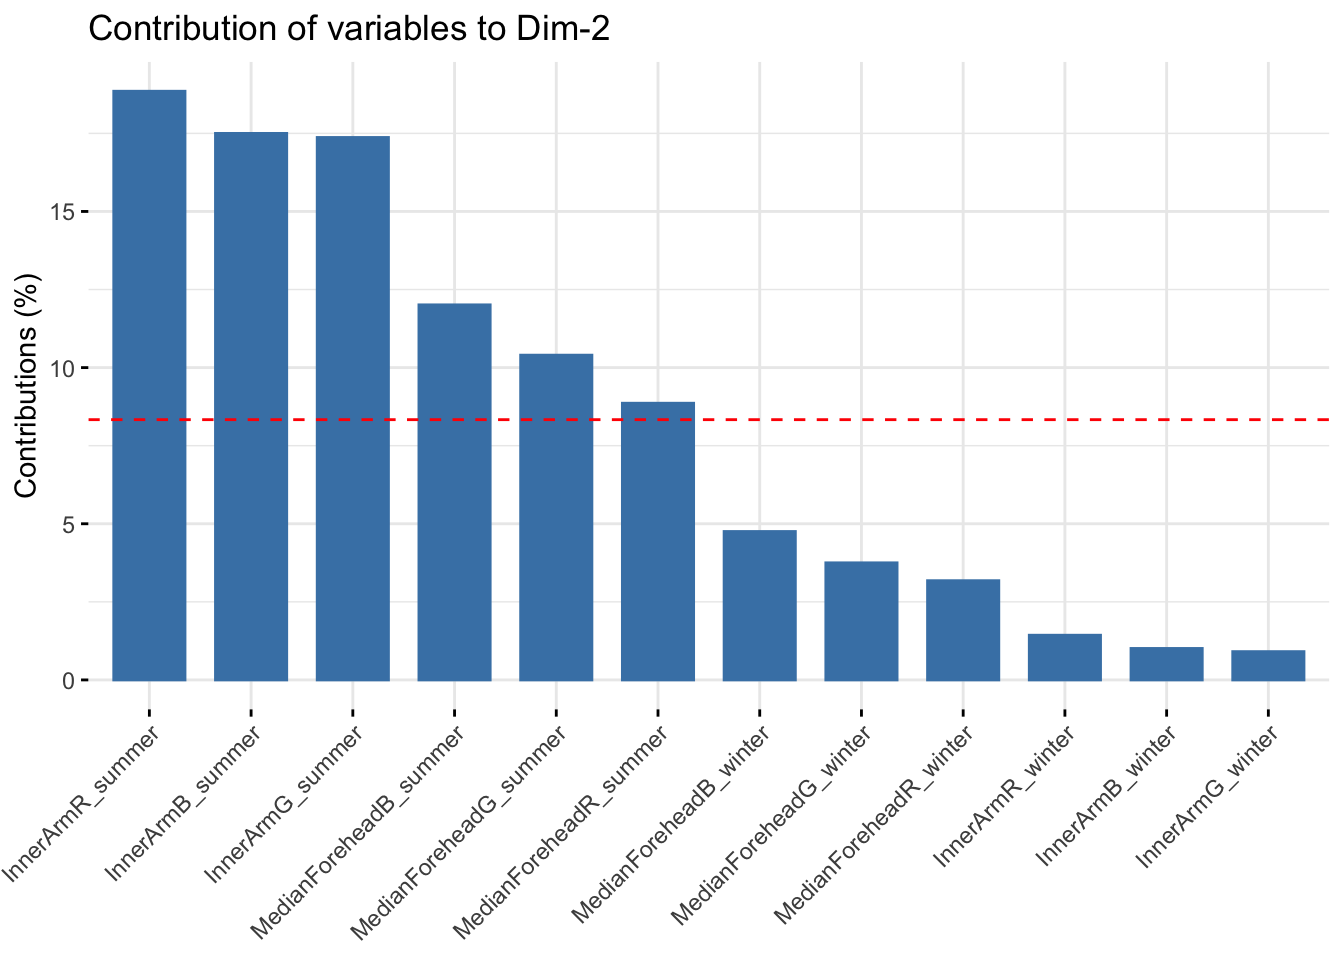 Contribution of variables to Dim-2
Contributions (%)
15
10
5
0
InnerArmR_summer
InnerArmB_summer
InnerArmG_summer
MedianForeheadB_summer
MedianForeheadG_summer
MedianForeheadR_summer
MedianForeheadB_winter
MedianForeheadG_winter
MedianForeheadR_winter
InnerArmR_winter
InnerArmB_winter
InnerArmG_winter